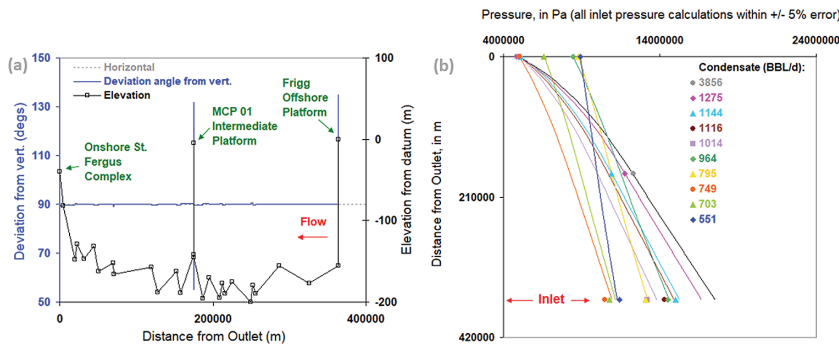 (a)
150
130
110
90
70
50
Deviation from vert. (degs)
Horizontal
Deviation angle from vert.
Elevation
Onshore St.
Fergus
Complex
MCP 01
Intermediate
Platform
Frigg
Offshore
Platform
Flow
100
0
-100
-200
Elevation from datum (m)
0
200000
400000
Distance from Outlet (m)
Pressure, in Pa (all inlet pressure calculations within +/- 5% error)
(b)
4000000
14000000
24000000
0
210000
420000
Distance from Outlet, in m
Condensate (BBL/d):
3856
1275
1144
1116
1014
964
795
749
703
551
Inlet